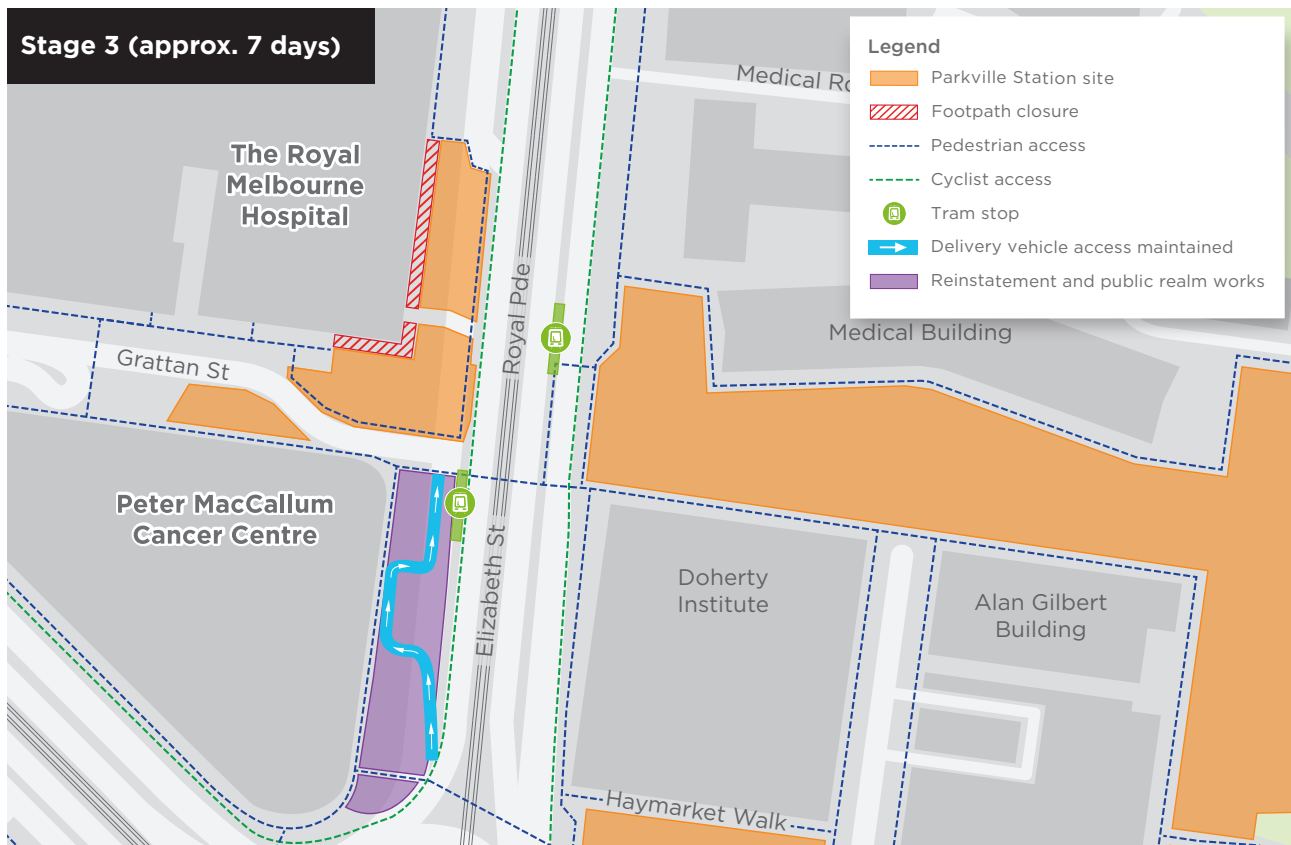 Stage 3 (approx. 7 days)
Legend
Parkville Station site
Footpath closure
Pedestrian access
Cyclist access
Tram stop
Delivery vehicle access maintained
Reinstatement and public realm works
Medical
The Royal
Melbourne
Hospital
Royal Pde
Medical Building
Grattan St
Peter MacCallum
Cancer Centre
Elizabeth St
Doherty
Institute
Alan Gilbert
Building
Haymarket Walk